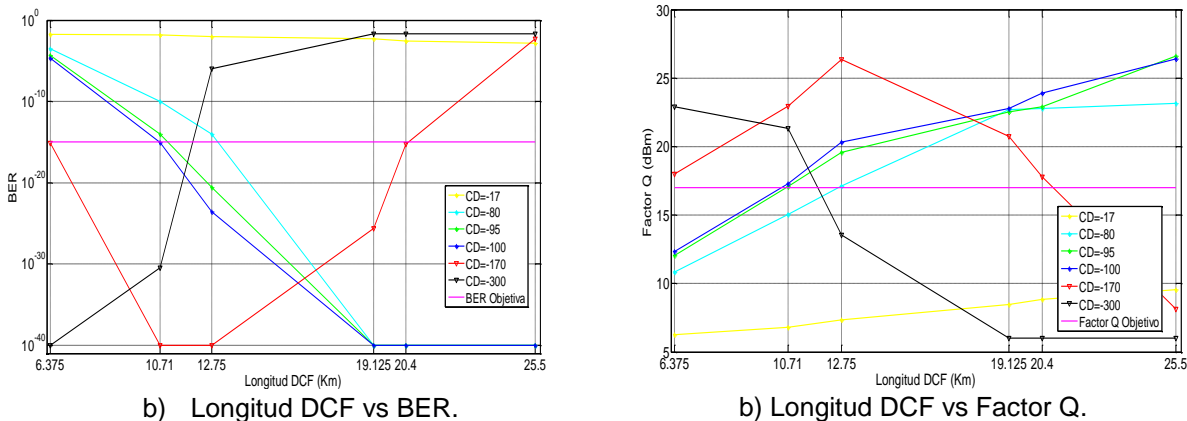 10^0
10^-10
10^-20
10^-30
10^-40
BER
6.375 10.71 12.75 19.125 20.4 25.5
Longitud DCF (Km)
CD=-17
CD=-80
CD=-95
CD=-100
CD=-170
CD=-300
BER Objetiva
b) Longitud DCF vs BER.
30
25
20
15
10
5
Factor Q (dBm)
6.375 10.71 12.75 19.125 20.4 25.5
Longitud DCF (Km)
CD=-17
CD=-80
CD=-95
CD=-100
CD=-170
CD=-300
Factor Q Objetivo
b) Longitud DCF vs Factor Q.